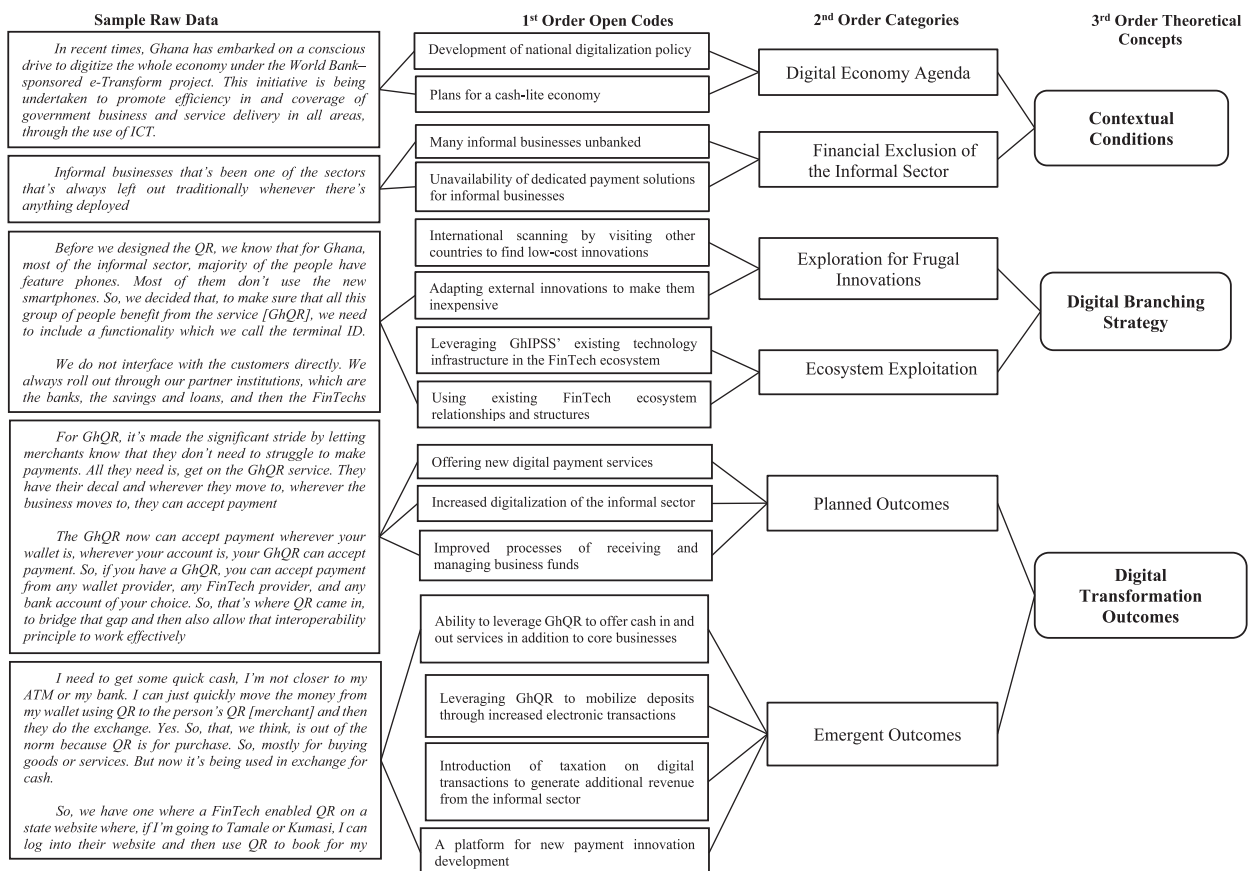 Sample Raw Data
1st Order Open Codes
2nd Order Categories
3rd Order Theoretical
Concepts
In recent times, Ghana has embarked on a conscious
drive to digitize the whole economy under the World Bank–
sponsored e-Transform project. This initiative is being
undertaken to promote efficiency in and coverage of
government business and service delivery in all areas,
through the use of ICT.
Informal businesses that's been one of the sectors
that's always left out traditionally whenever there's
anything deployed
Before we designed the QR, we know that for Ghana,
most of the informal sector, majority of the people have
feature phones. Most of them don't use the new
smartphones. So, we decided that, to make sure that all this
group of people benefit from the service [GhQR], we need
to include a functionality which we call the terminal ID.
We do not interface with the customers directly. We
always roll out through our partner institutions, which are
the banks, the savings and loans, and then the FinTechs
For GhQR, it's made the significant stride by letting
merchants know that they don't need to struggle to make
payments. All they need is, get on the GhQR service. They
have their decal and wherever they move to, wherever the
business moves to, they can accept payment
The GhQR now can accept payment wherever your
wallet is, wherever your account is, your GhQR can accept
payment. So, if you have a GhQR, you can accept payment
from any wallet provider, any FinTech provider, and any
bank account of your choice. So, that's where QR came in,
to bridge that gap and then also allow that interoperability
principle to work effectively
I need to get some quick cash, I'm not closer to my
ATM or my bank. I can just quickly move the money from
my wallet using QR to the person's QR [merchant] and then
they do the exchange. Yes. So, that, we think, is out of the
norm because QR is for purchase. So, mostly for buying
goods or services. But now it's being used in exchange for
cash.
So, we have one where a FinTech enabled QR on a
state website where, if I'm going to Tamale or Kumasi, I can
log into their website and then use QR to book for my
Development of national digitalization policy
Plans for a cash-lite economy
Many informal businesses unbanked
Unavailability of dedicated payment solutions
for informal businesses
International scanning by visiting other
countries to find low-cost innovations
Adapting external innovations to make them
inexpensive
Leveraging GhIPSS' existing technology
infrastructure in the FinTech ecosystem
Using existing FinTech ecosystem
relationships and structures
Offering new digital payment services
Increased digitalization of the informal sector
Improved processes of receiving and
managing business funds
Ability to leverage GhQR to offer cash in and
out services in addition to core businesses
Leveraging GhQR to mobilize deposits
through increased electronic transactions
Introduction of taxation on digital
transactions to generate additional revenue
from the informal sector
A platform for new payment innovation
development
Digital Economy Agenda
Financial Exclusion of
the Informal Sector
Exploration for Frugal
Innovations
Ecosystem Exploitation
Planned Outcomes
Emergent Outcomes
Contextual
Conditions
Digital Branching
Strategy
Digital
Transformation
Outcomes